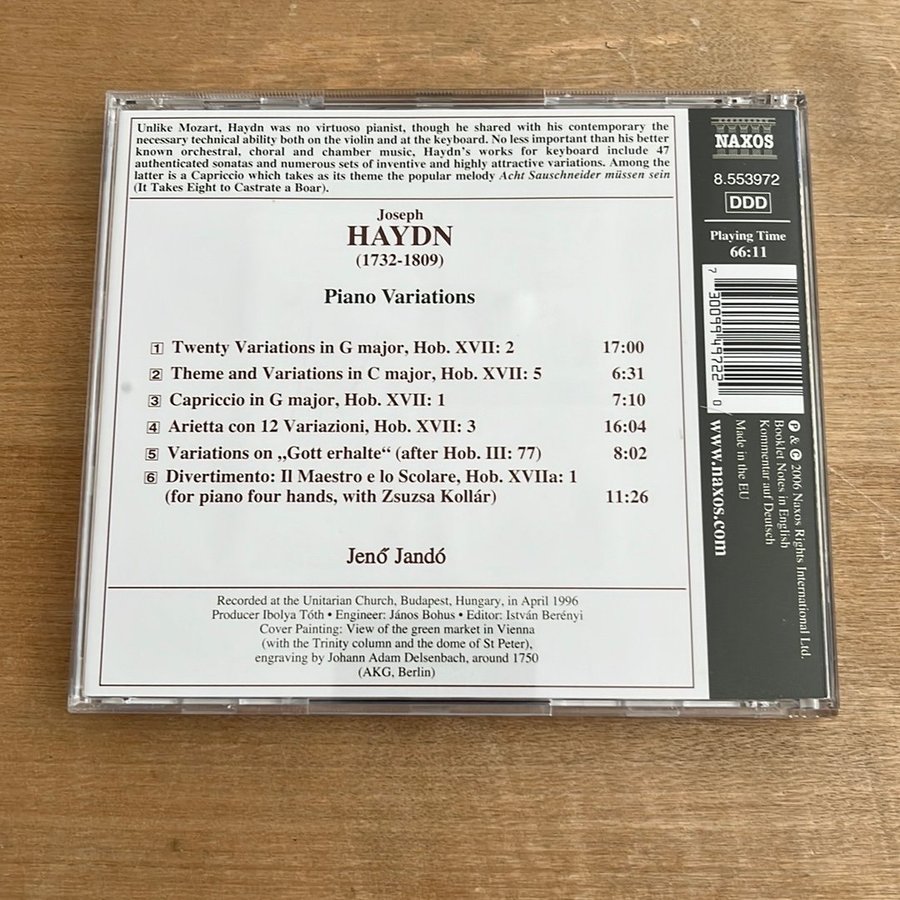 Unlike Mozart, Haydn was no virtuoso pianist, though he shared with his contemporary the
necessary technical ability both on the violin and at the keyboard. No less important than his better
known orchestral, choral and chamber music, Haydn's works for keyboard include 47
authenticated sonatas and numerous sets of inventive and highly attractive variations. Among the
latter is a Capriccio which takes as its theme the popular melody Acht Sauschneider müssen sein
(It Takes Eight to Castrate a Boar).
Joseph
HAYDN
(1732-1809)
Piano Variations
1 Twenty Variations in G major, Hob. XVII: 2 17:00
2 Theme and Variations in C major, Hob. XVII: 5 6:31
3 Capriccio in G major, Hob. XVII: 1 7:10
4 Arietta con 12 Variazioni, Hob. XVII: 3 16:04
5 Variations on „Gott erhalte“ (after Hob. III: 77) 8:02
6 Divertimento: Il Maestro e lo Scolare, Hob. XVIIa: 1
(for piano four hands, with Zsuzsa Kollár) 11:26
Jenő Jandó
Recorded at the Unitarian Church, Budapest, Hungary, in April 1996
Producer Ibolya Tóth • Engineer: János Bohus • Editor: István Berényi
Cover Painting: View of the green market in Vienna
(with the Trinity column and the dome of St Peter),
engraving by Johann Adam Delsenbach, around 1750
(AKG, Berlin)
NAXOS
8.553972
DDD
Playing Time
66:11
7 30099 49722 0
℗ & © 2006 Naxos Rights International Ltd.
Booklet Notes in English
Kommentar auf Deutsch
Made in the EU
www.naxos.com